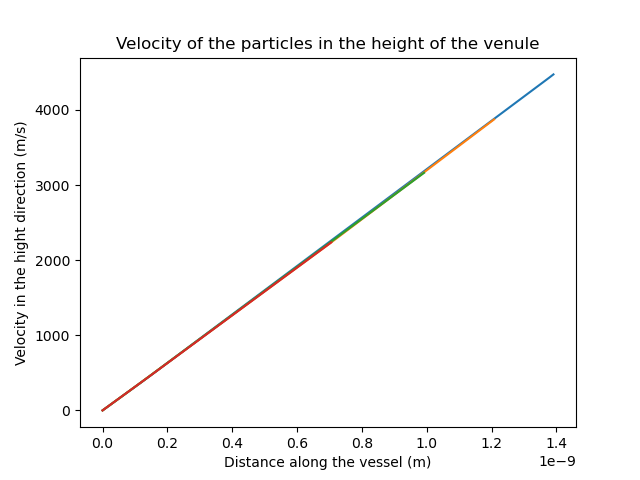 Velocity of the particles in the height of the venule
Velocity in the hight direction (m/s)
4000
3000
2000
1000
0
0.0 0.2 0.4 0.6 0.8 1.0 1.2 1.4
1e−9
Distance along the vessel (m)